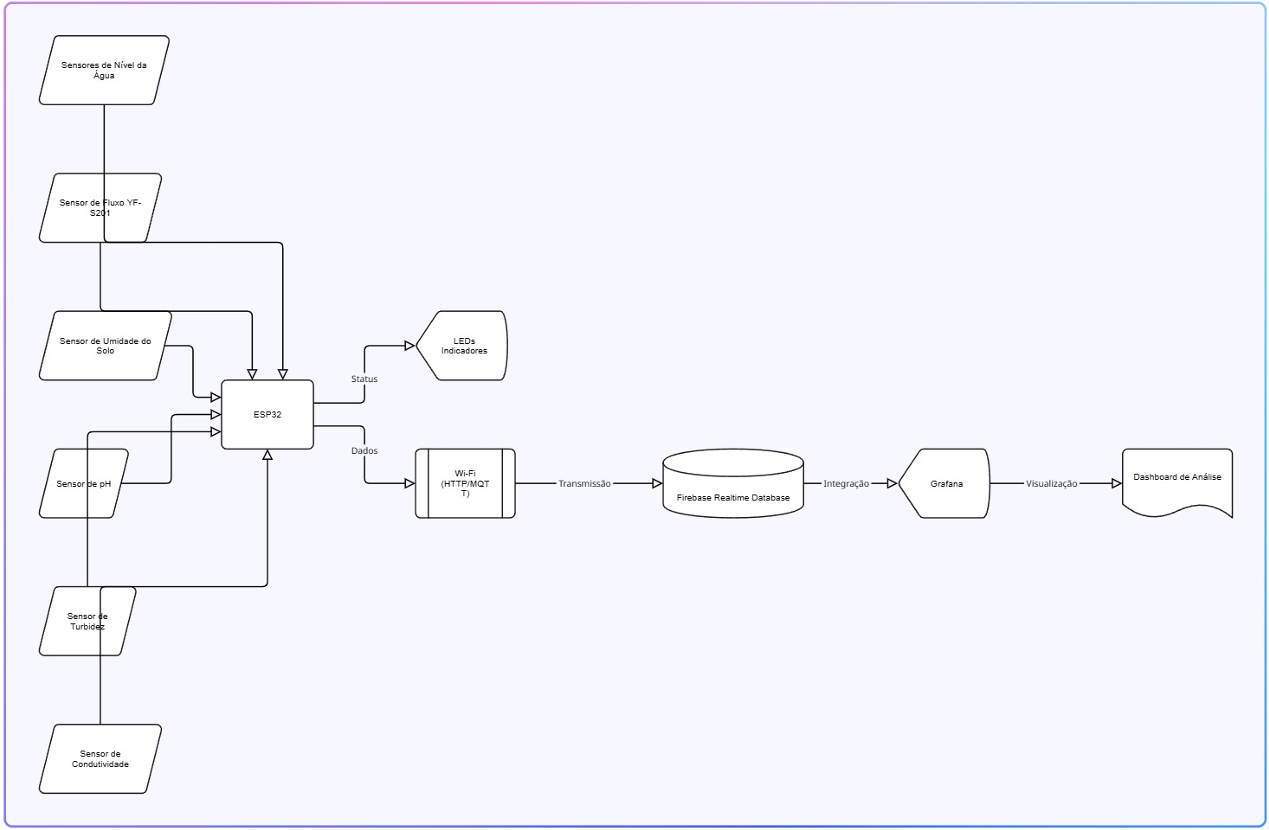 Sensores de Nível da
Água
Sensor de Fluxo YF-
S201
Sensor de Umidade do
Solo
LEDs
Indicadores
Status
ESP32
Dados
Sensor de pH
Wi-Fi
(HTTP/MQT
T)
Transmissão
Firebase Realtime Database
Integração
Grafana
Visualização
Dashboard de Análise
Sensor de
Turbidez
Sensor de
Condutividade